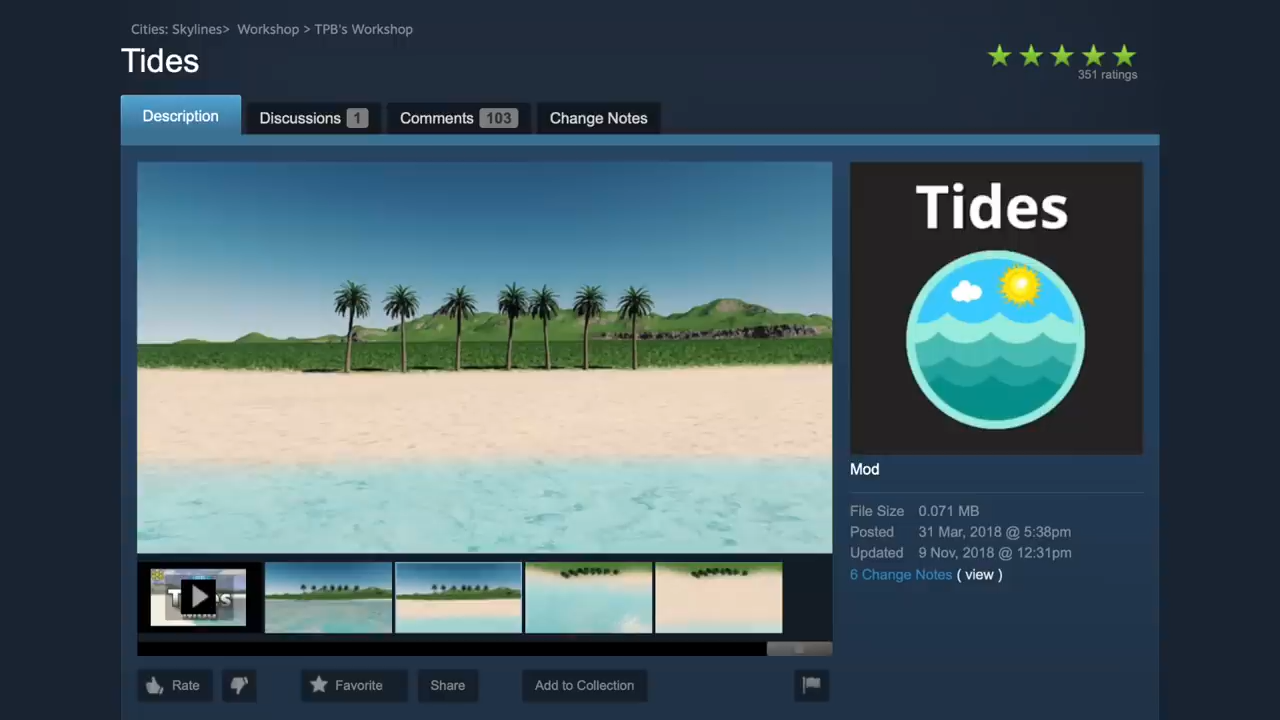 Cities: Skylines>  Workshop > TPB's Workshop
Tides
351 ratings
Description
Discussions 1
Comments 103
Change Notes
Tides
Mod
File Size 0.071 MB
Posted 31 Mar, 2018 @ 5:38pm
Updated 9 Nov, 2018 @ 12:31pm
6 Change Notes ( view )
Rate
Favorite
Share
Add to Collection